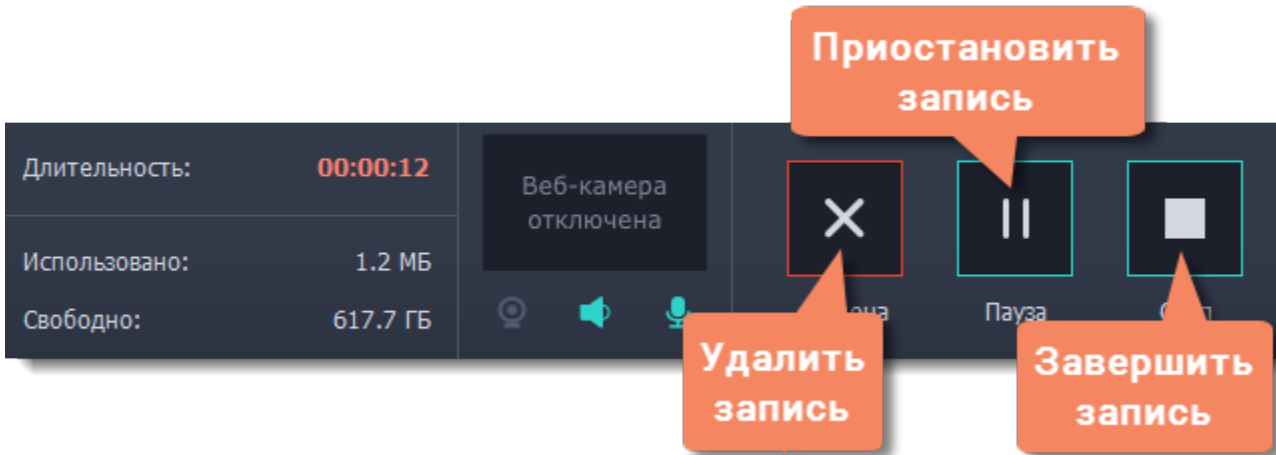 Приостановить
запись
Длительность: 00:00:12
Веб-камера
отключена
Использовано: 1.2 МБ
Свободно: 617.7 ГБ
Пауза
Удалить
запись
Завершить
запись